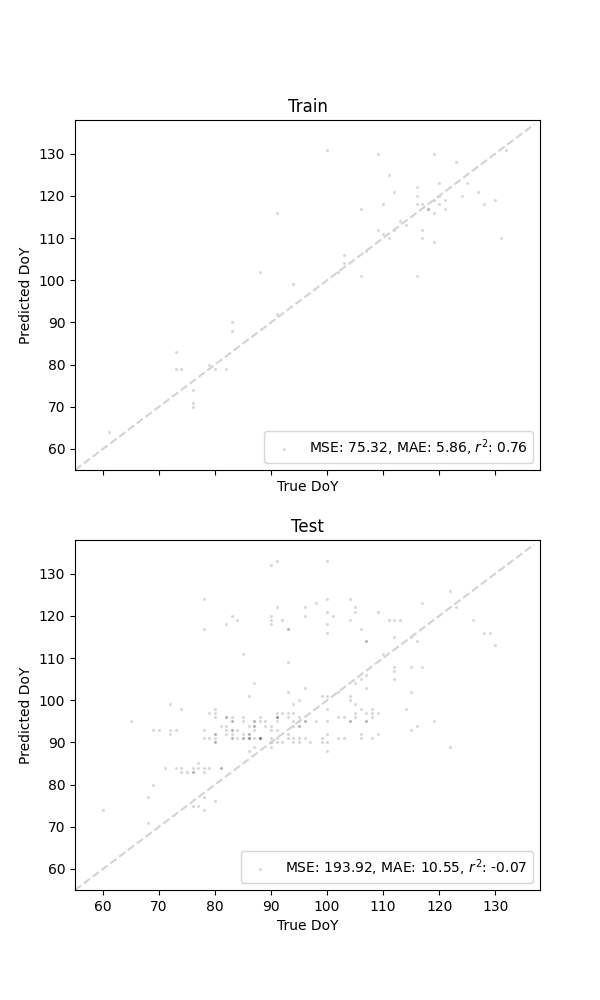 Train
130
120
110
100
90
80
70
60
Predicted DoY
MSE: 75.32, MAE: 5.86, r²: 0.76
True DoY
Test
130
120
110
100
90
80
70
60
Predicted DoY
MSE: 193.92, MAE: 10.55, r²: -0.07
60 70 80 90 100 110 120 130
True DoY